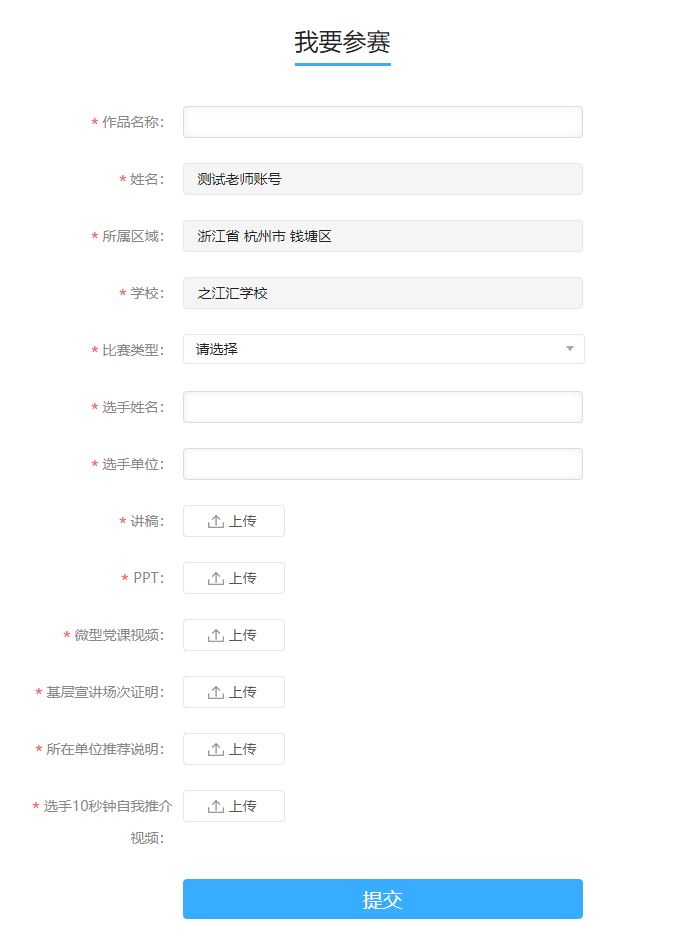 我要参赛
* 作品名称：
* 姓名： 测试老师账号
* 所属区域： 浙江省 杭州市 钱塘区
* 学校： 之江汇学校
* 比赛类型： 请选择
* 选手姓名：
* 选手单位：
* 讲稿： 上传
* PPT： 上传
* 微型党课视频： 上传
* 基层宣讲场次证明： 上传
* 所在单位推荐说明： 上传
* 选手10秒钟自我推介 上传
视频：
提交